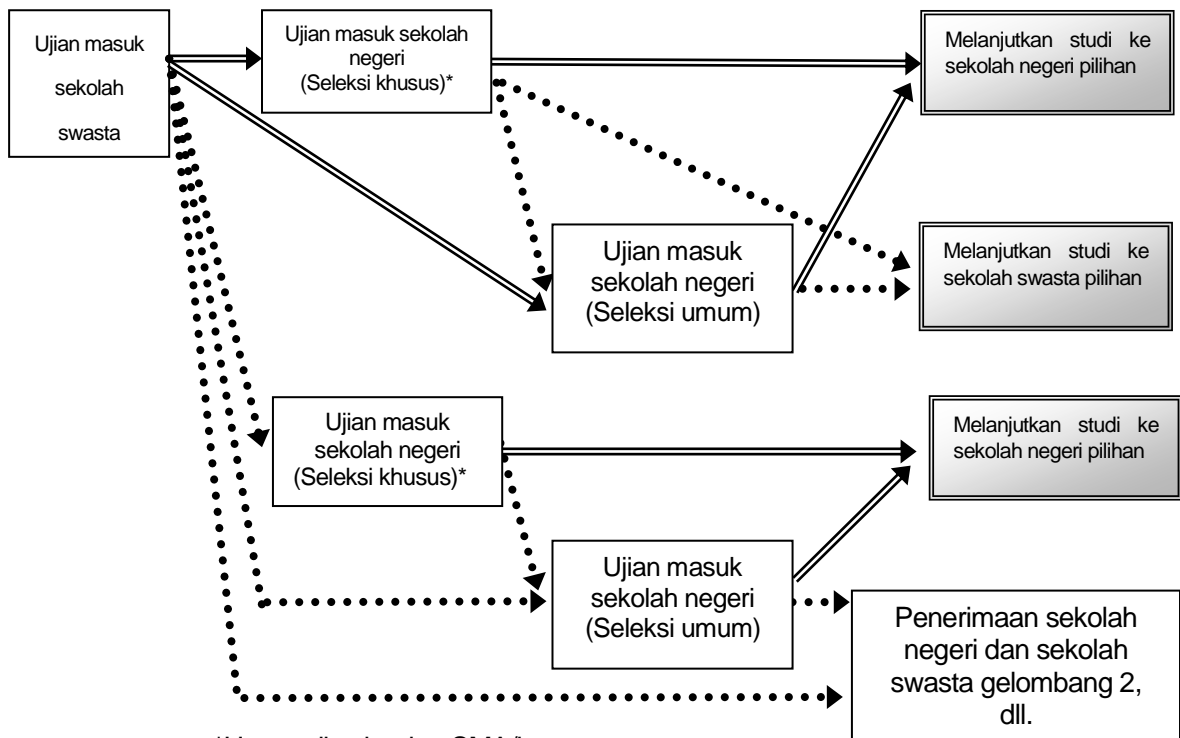 Ujian masuk
sekolah
swasta
Ujian masuk sekolah
negeri
(Seleksi khusus)*
Melanjutkan studi ke
sekolah negeri pilihan
Ujian masuk
sekolah negeri
(Seleksi umum)
Melanjutkan studi ke
sekolah swasta pilihan
Ujian masuk
sekolah negeri
(Seleksi khusus)*
Melanjutkan studi ke
sekolah negeri pilihan
Ujian masuk
sekolah negeri
(Seleksi umum)
Penerimaan sekolah
negeri dan sekolah
swasta gelombang 2,
dll.